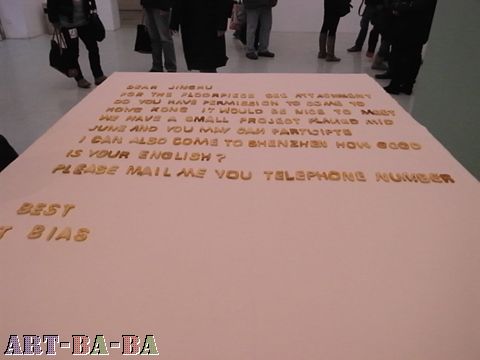 DEAR JINGHU
FOR THE FLOORPIECE SEE ATTACHMENT
DO YOU HAVE PERMISSION TO COME TO
HONG KONG IT WOULD BE NICE TO MEET
WE HAVE A SMALL PROJECT PLANED MID
JUNE AND YOU MAY CAN PARTICIPTE
I CAN ALSO COME TO SHENZHEN HOW GOOD
IS YOUR ENGLISH?
PLEASE MAIL ME YOU TELEPHONE NUMBER
BEST
T BIAS
ART-BA-BA